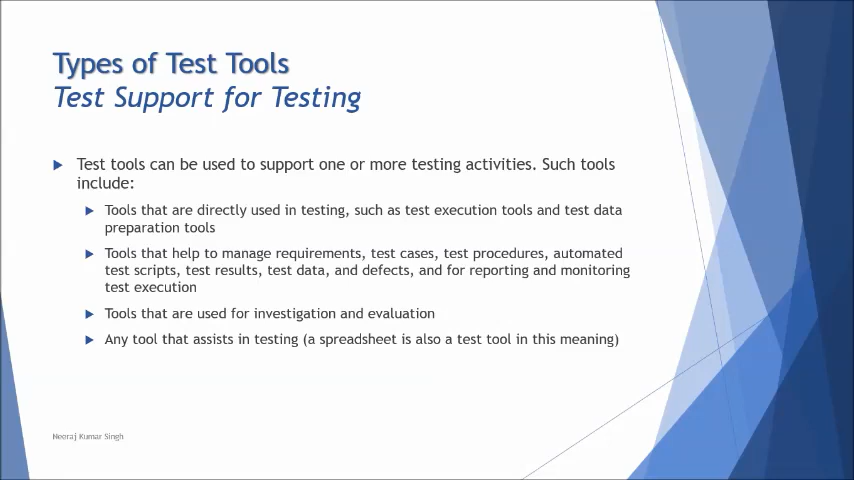 Types of Test Tools
Test Support for Testing
Test tools can be used to support one or more testing activities. Such tools
include:
Tools that are directly used in testing, such as test execution tools and test data
preparation tools
Tools that help to manage requirements, test cases, test procedures, automated
test scripts, test results, test data, and defects, and for reporting and monitoring
test execution
Tools that are used for investigation and evaluation
Any tool that assists in testing (a spreadsheet is also a test tool in this meaning)
Neeraj Kumar Singh